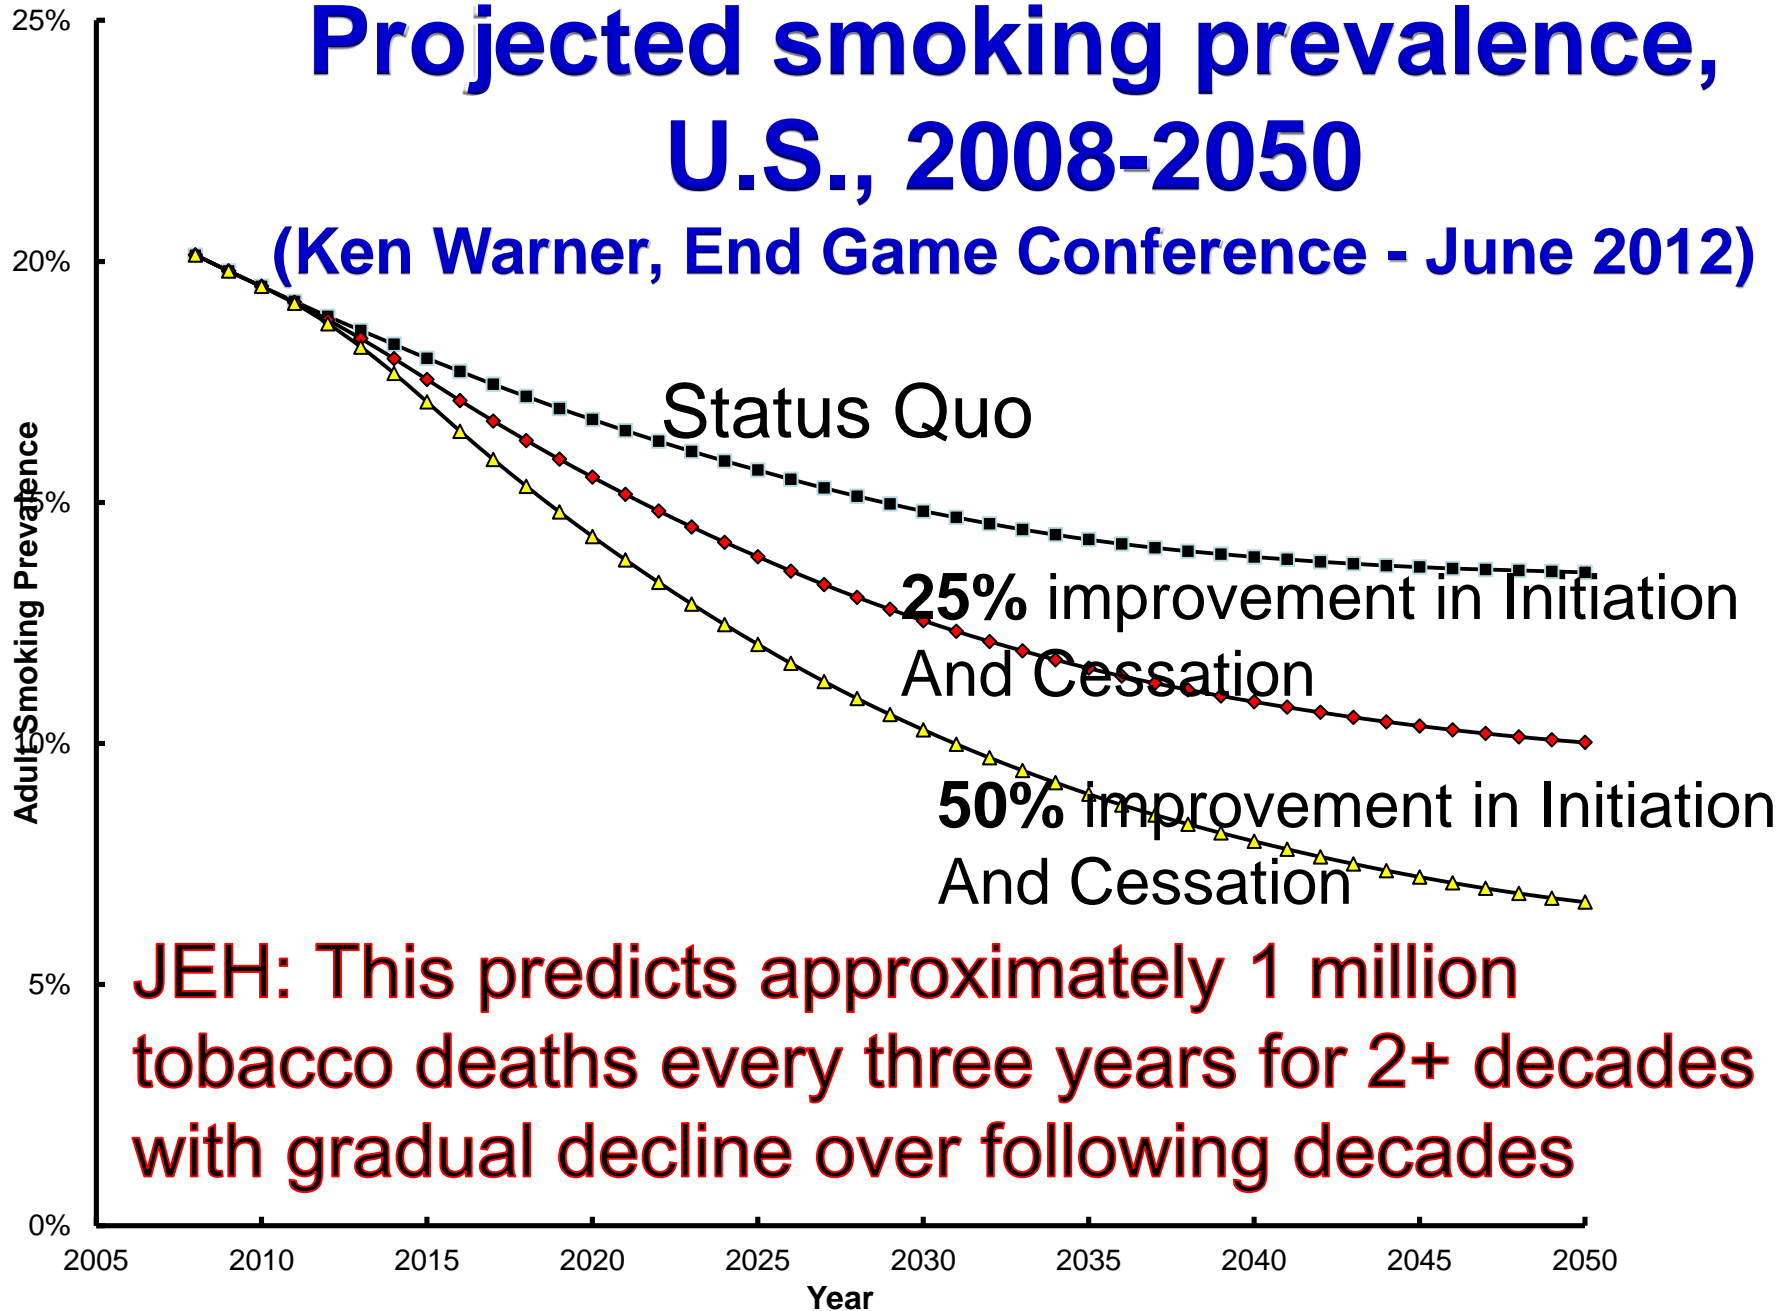 Projected smoking prevalence,
U.S., 2008-2050
(Ken Warner, End Game Conference - June 2012)
25%
20%
15%
10%
5%
0%
Adult Smoking Prevalence
Status Quo
25% improvement in Initiation
And Cessation
50% improvement in Initiation
And Cessation
JEH: This predicts approximately 1 million
tobacco deaths every three years for 2+ decades
with gradual decline over following decades
2005 2010 2015 2020 2025 2030 2035 2040 2045 2050
Year